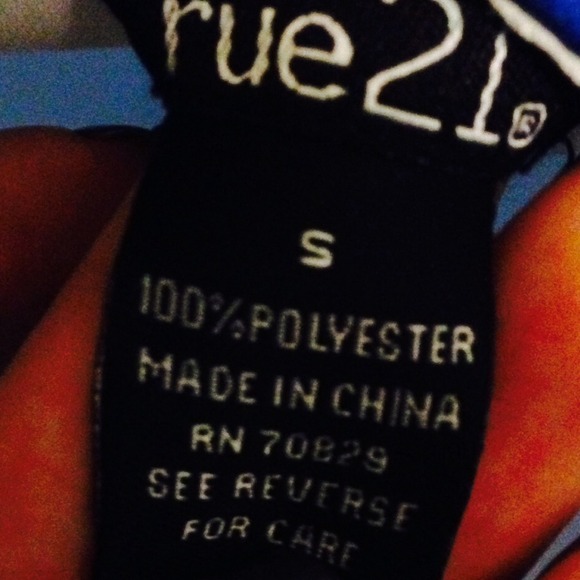 rue21®
S
100% POLYESTER
MADE IN CHINA
RN 70829
SEE REVERSE
FOR CARE